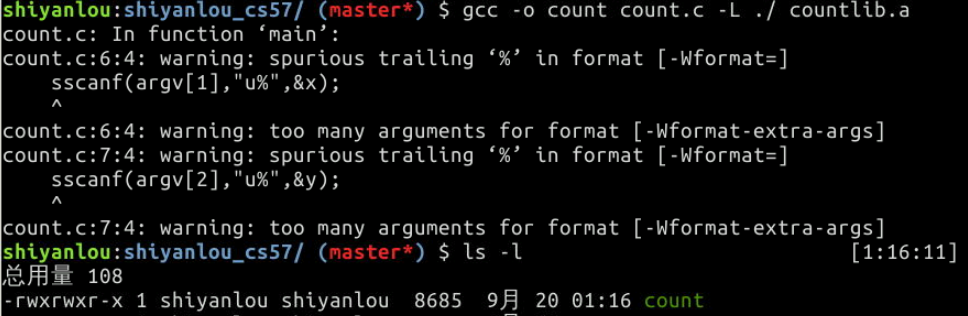 shiyanlou:shiyanlou_cs57/ (master*) $ gcc -o count count.c -L ./ countlib.a
count.c: In function ‘main’:
count.c:6:4: warning: spurious trailing ‘%’ in format [-Wformat=]
    sscanf(argv[1],"u%",&x);
    ^
count.c:6:4: warning: too many arguments for format [-Wformat-extra-args]
count.c:7:4: warning: spurious trailing ‘%’ in format [-Wformat=]
    sscanf(argv[2],"u%",&y);
    ^
count.c:7:4: warning: too many arguments for format [-Wformat-extra-args]
shiyanlou:shiyanlou_cs57/ (master*) $ ls -l [1:16:11]
总用量 108
-rwxrwxr-x 1 shiyanlou shiyanlou  8685  9月 20 01:16 count